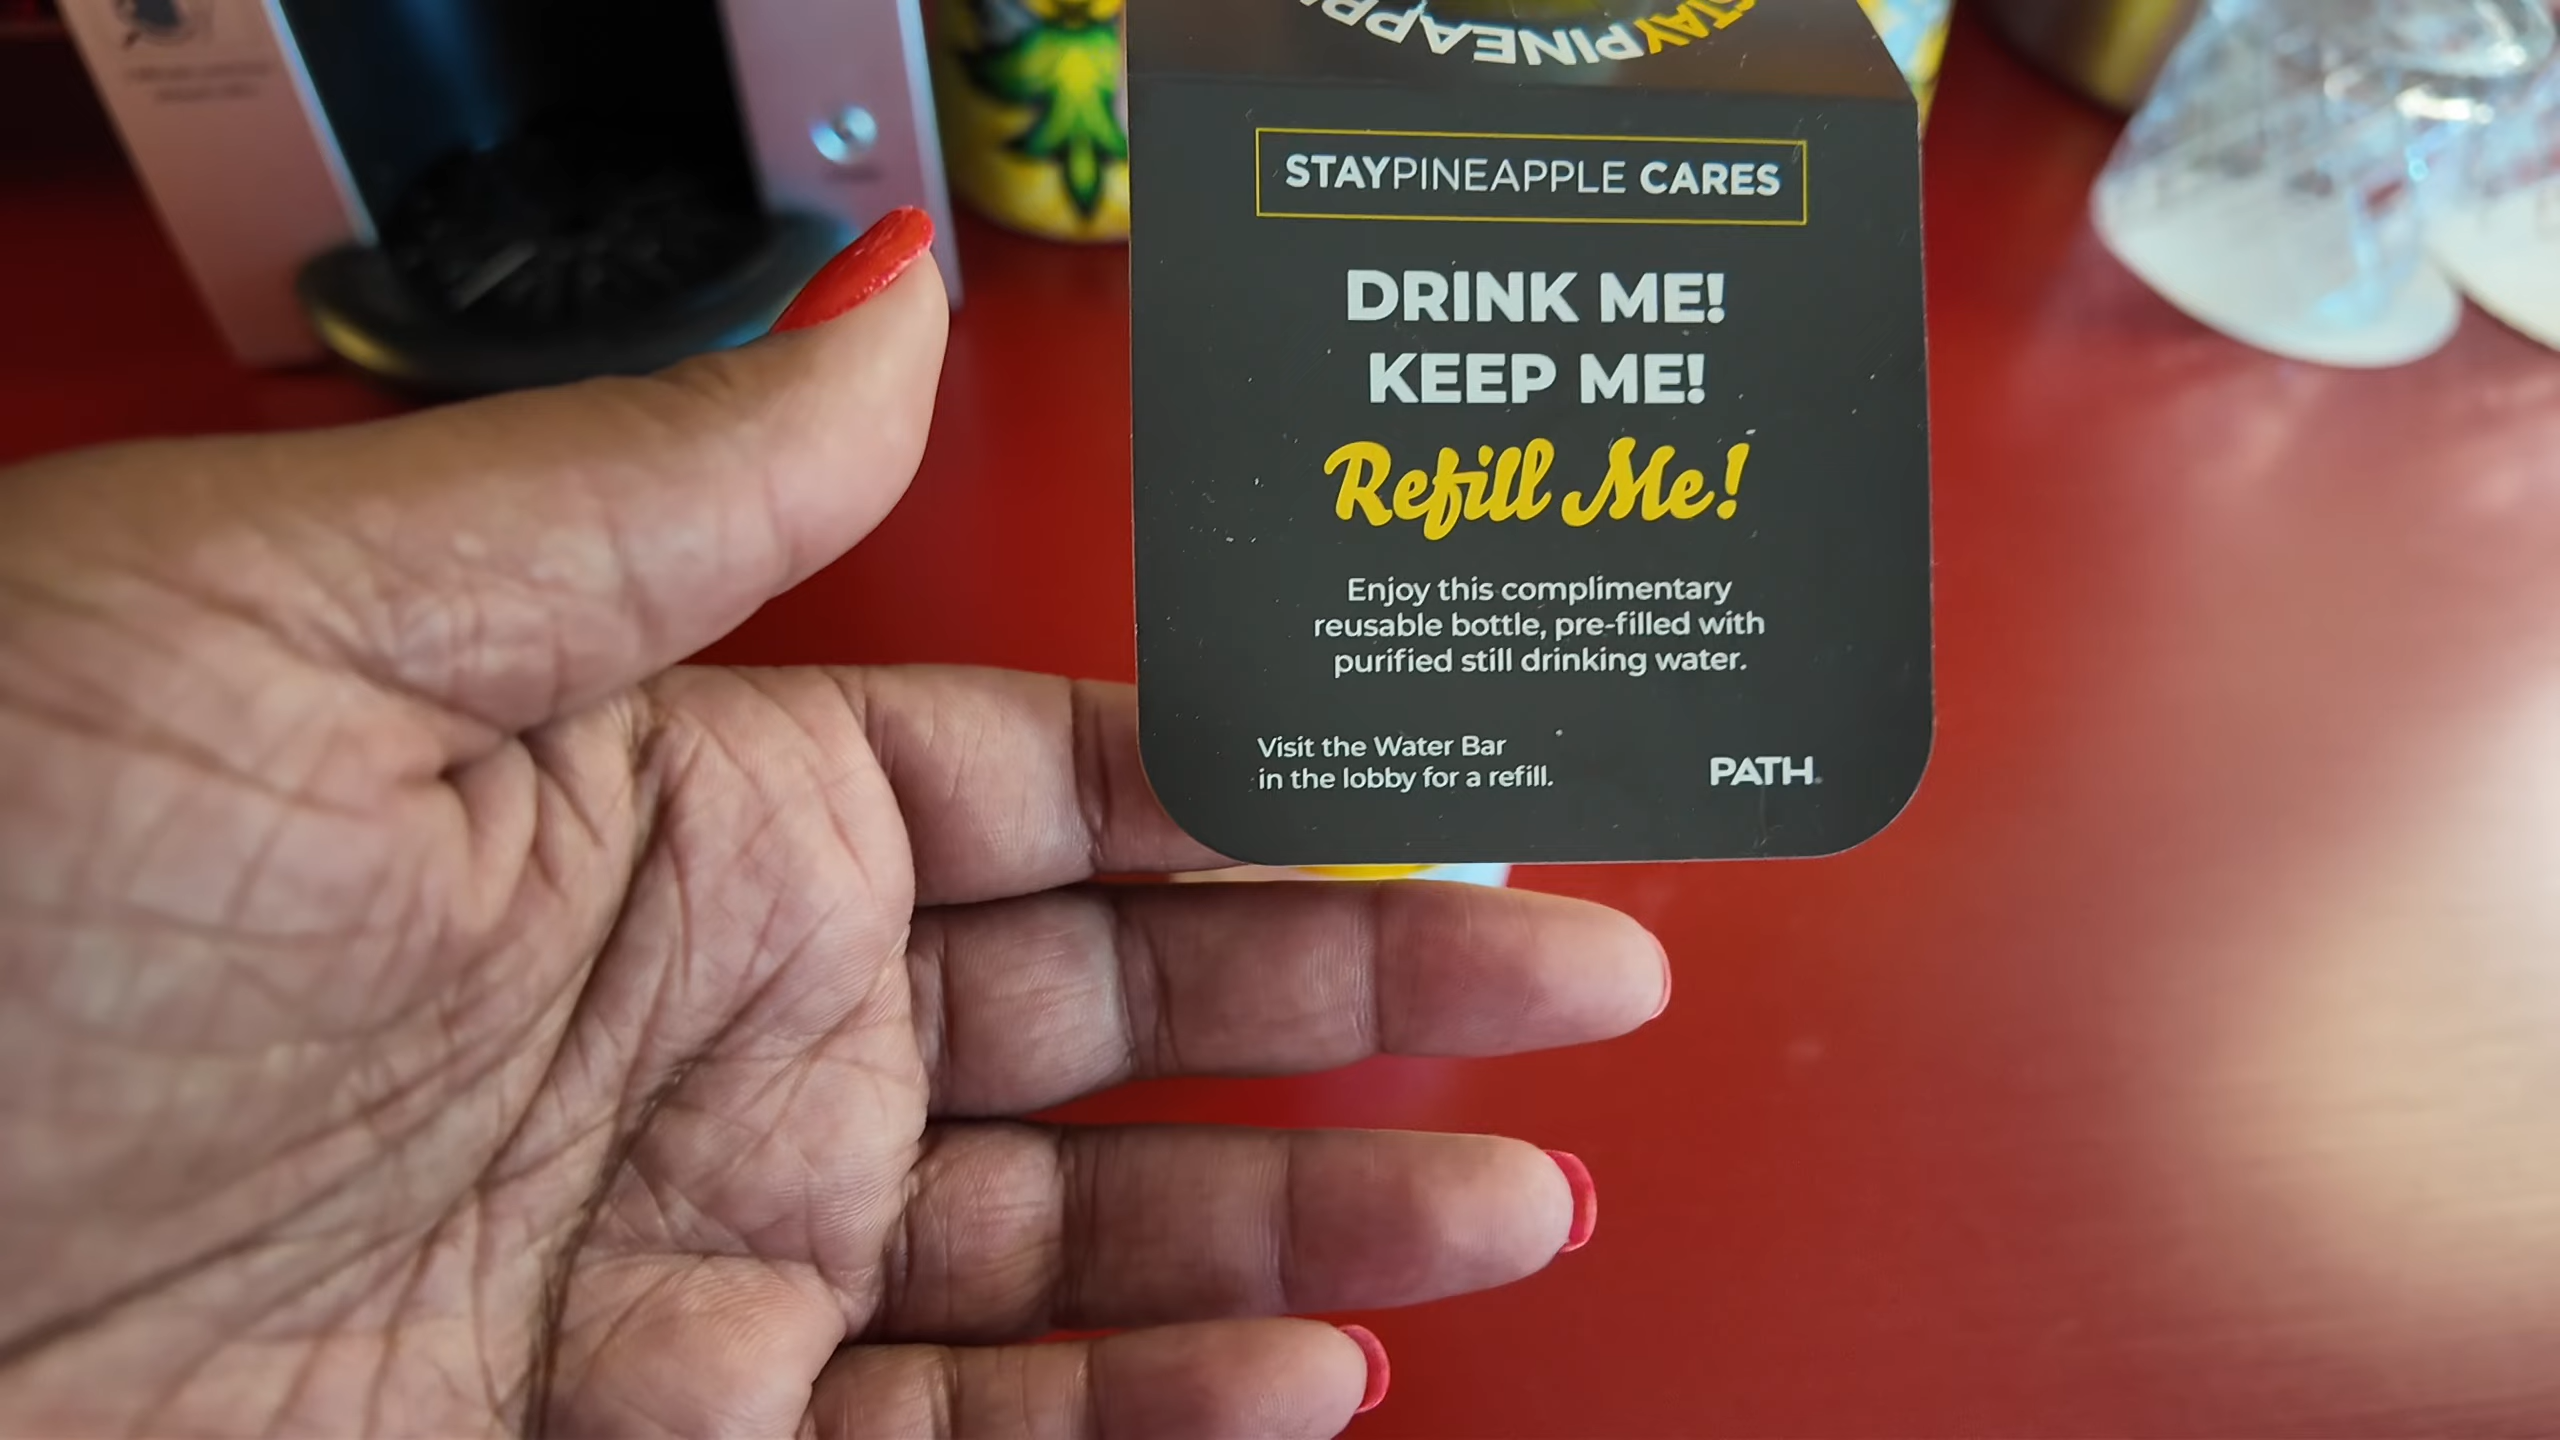 STAYPINEAPPLE
STAYPINEAPPLE CARES
DRINK ME!
KEEP ME!
Refill Me!
Enjoy this complimentary
reusable bottle, pre-filled with
purified still drinking water.
Visit the Water Bar
in the lobby for a refill.
PATH